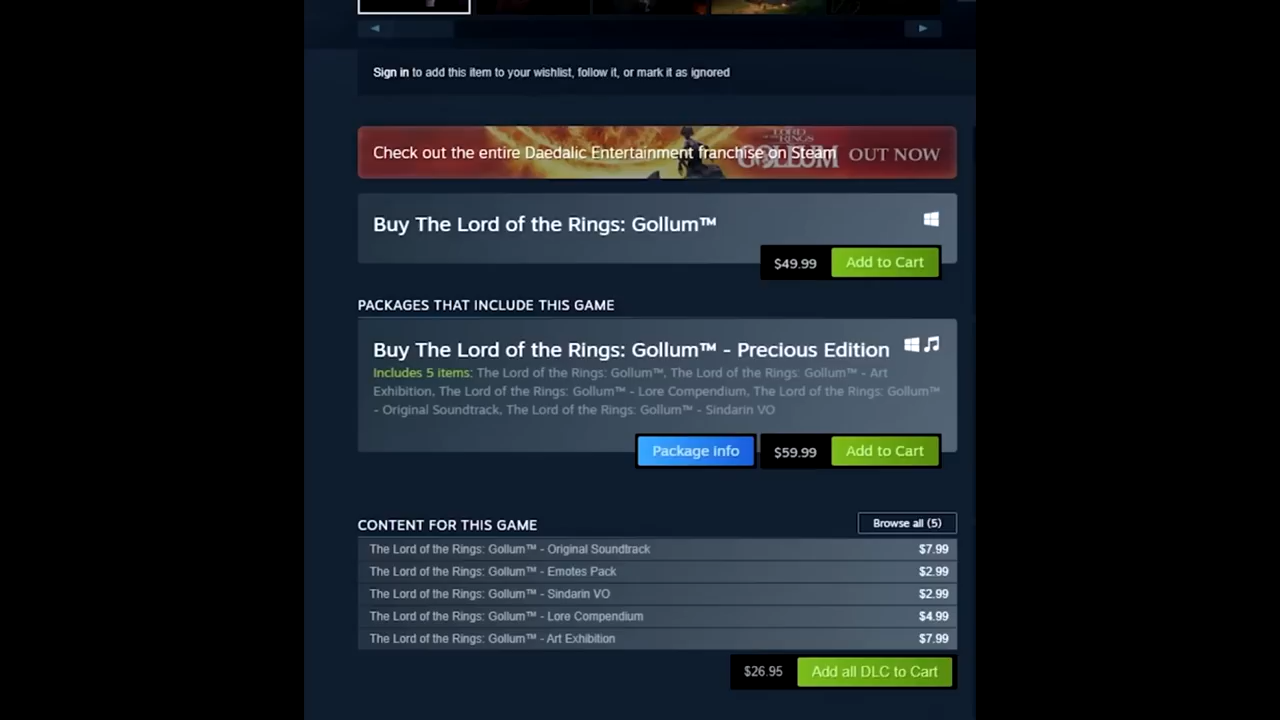 Sign in to add this item to your wishlist, follow it, or mark it as ignored
Check out the entire Daedalic Entertainment franchise on Steam
LORD
OF THE RINGS
GOLLUM
OUT NOW
Buy The Lord of the Rings: Gollum™
$49.99
Add to Cart
PACKAGES THAT INCLUDE THIS GAME
Buy The Lord of the Rings: Gollum™ - Precious Edition
Includes 5 items: The Lord of the Rings: Gollum™, The Lord of the Rings: Gollum™ - Art
Exhibition, The Lord of the Rings: Gollum™ - Lore Compendium, The Lord of the Rings: Gollum™
- Original Soundtrack, The Lord of the Rings: Gollum™ - Sindarin VO
Package info
$59.99
Add to Cart
CONTENT FOR THIS GAME
Browse all (5)
The Lord of the Rings: Gollum™ - Original Soundtrack $7.99
The Lord of the Rings: Gollum™ - Emotes Pack $2.99
The Lord of the Rings: Gollum™ - Sindarin VO $2.99
The Lord of the Rings: Gollum™ - Lore Compendium $4.99
The Lord of the Rings: Gollum™ - Art Exhibition $7.99
$26.95
Add all DLC to Cart